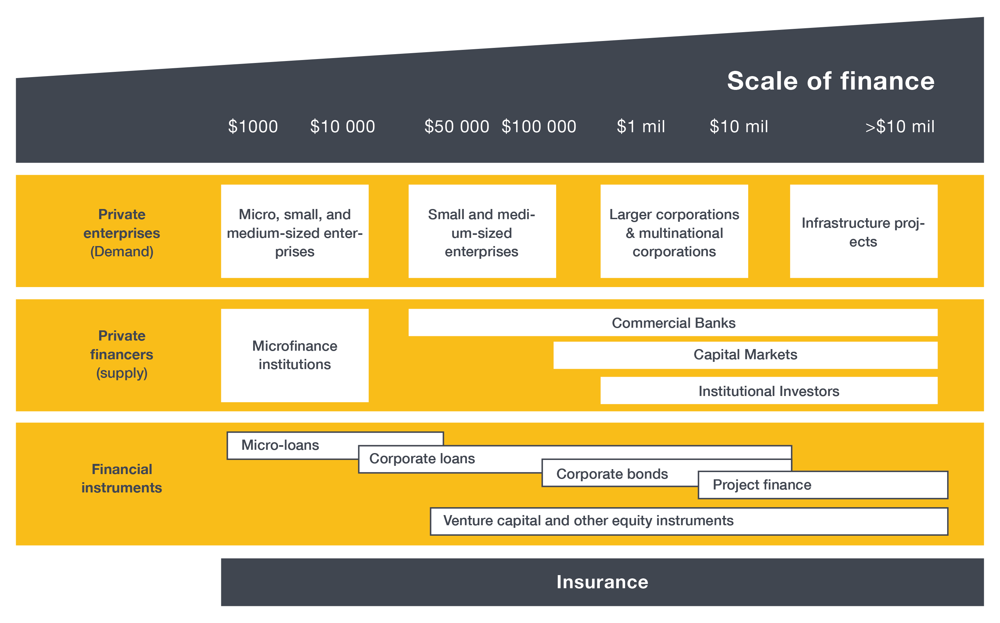 Scale of finance
$1000 $10 000 $50 000 $100 000 $1 mil $10 mil >$10 mil
Private
enterprises
(Demand)
Micro, small, and
medium-sized enter-
prises
Small and medi-
um-sized
enterprises
Larger corporations
& multinational
corporations
Infrastructure proj-
ects
Private
financers
(supply)
Microfinance
institutions
Commercial Banks
Capital Markets
Institutional Investors
Financial
instruments
Micro-loans
Corporate loans
Corporate bonds
Project finance
Venture capital and other equity instruments
Insurance